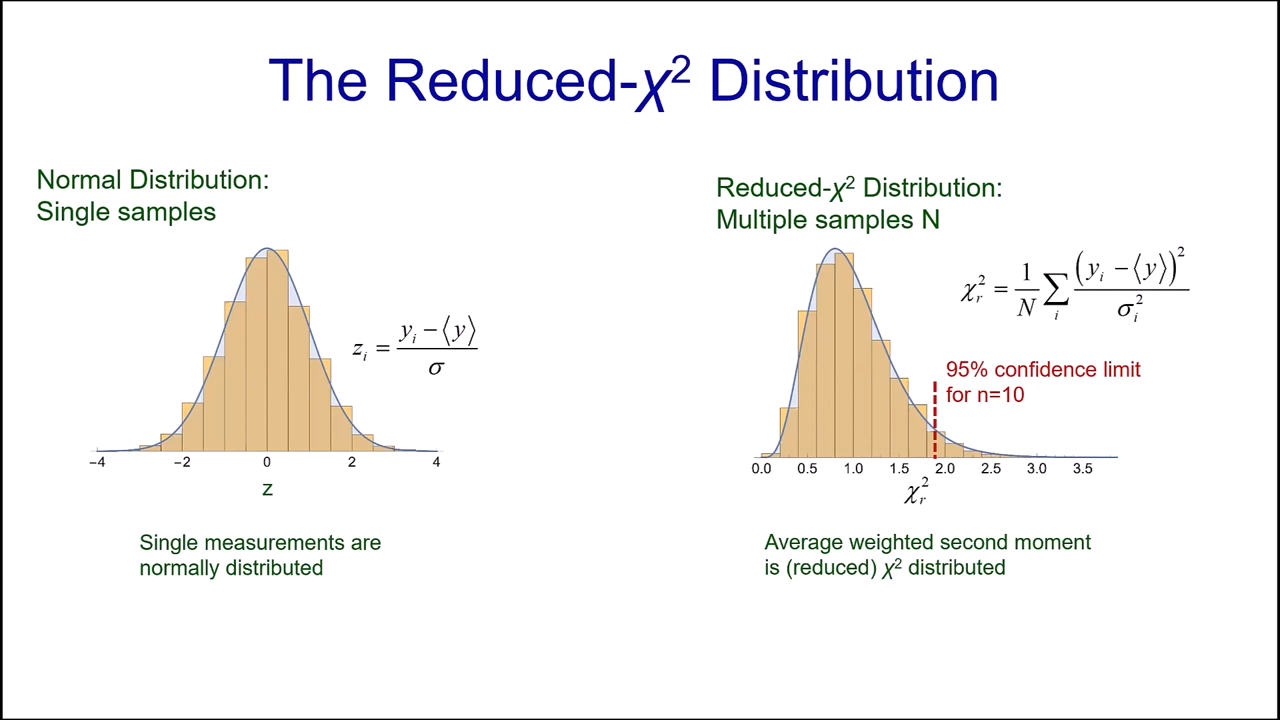 The Reduced-χ² Distribution
Normal Distribution:
Single samples
z_i = (y_i − ⟨y⟩) / σ
−4 −2 0 2 4
z
Single measurements are
normally distributed
Reduced-χ² Distribution:
Multiple samples N
χ_r² = (1/N) ∑_i (y_i − ⟨y⟩)² / σ_i²
95% confidence limit
for n=10
0.0 0.5 1.0 1.5 2.0 2.5 3.0 3.5
χ_r²
Average weighted second moment
is (reduced) χ² distributed